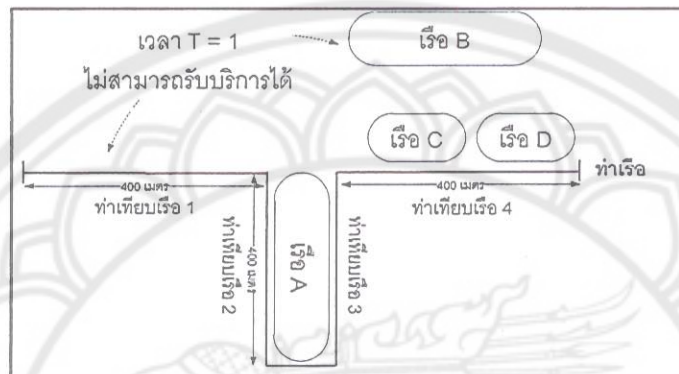 เวลา T = 1
เรือ B
ไม่สามารถรับบริการได้
เรือ C
เรือ D
ท่าเรือ
400 เมตร
ท่าเทียบเรือ 1
400 เมตร
ท่าเทียบเรือ 4
ท่าเทียบเรือ 2
400 เมตร
เรือ A
ท่าเทียบเรือ 3